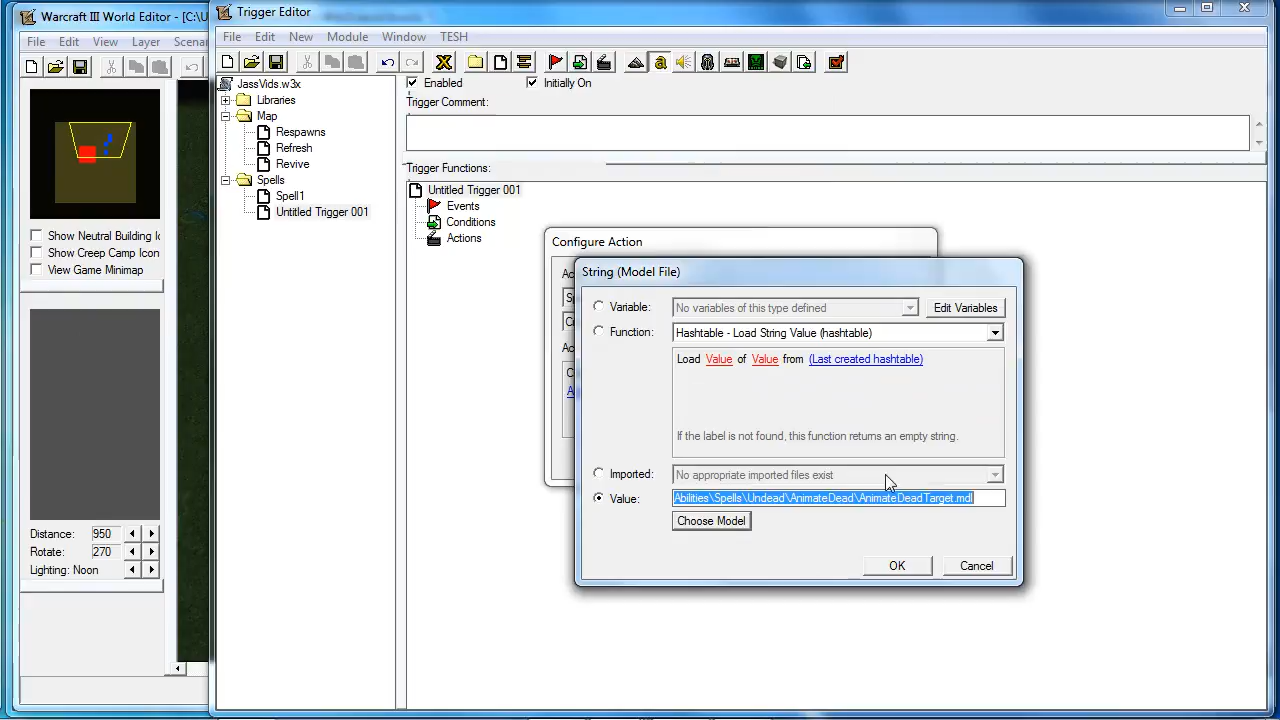 Warcraft III World Editor - [C:\U
File Edit View Layer Scenar
Show Neutral Building Ic
Show Creep Camp Icon
View Game Minimap
Distance: 950
Rotate: 270
Lighting: Noon
Trigger Editor
File Edit New Module Window TESH
JassVids.w3x
Libraries
Map
Respawns
Refresh
Revive
Spells
Spell1
Untitled Trigger 001
Enabled Initially On
Trigger Comment:
Trigger Functions:
Untitled Trigger 001
Events
Conditions
Actions
Configure Action
String (Model File)
Variable: No variables of this type defined Edit Variables
Function: Hashtable - Load String Value (hashtable)
Load Value of Value from (Last created hashtable)
If the label is not found, this function returns an empty string.
Imported: No appropriate imported files exist
Value: Abilities\Spells\Undead\AnimateDead\AnimateDeadTarget.mdl
Choose Model
OK Cancel